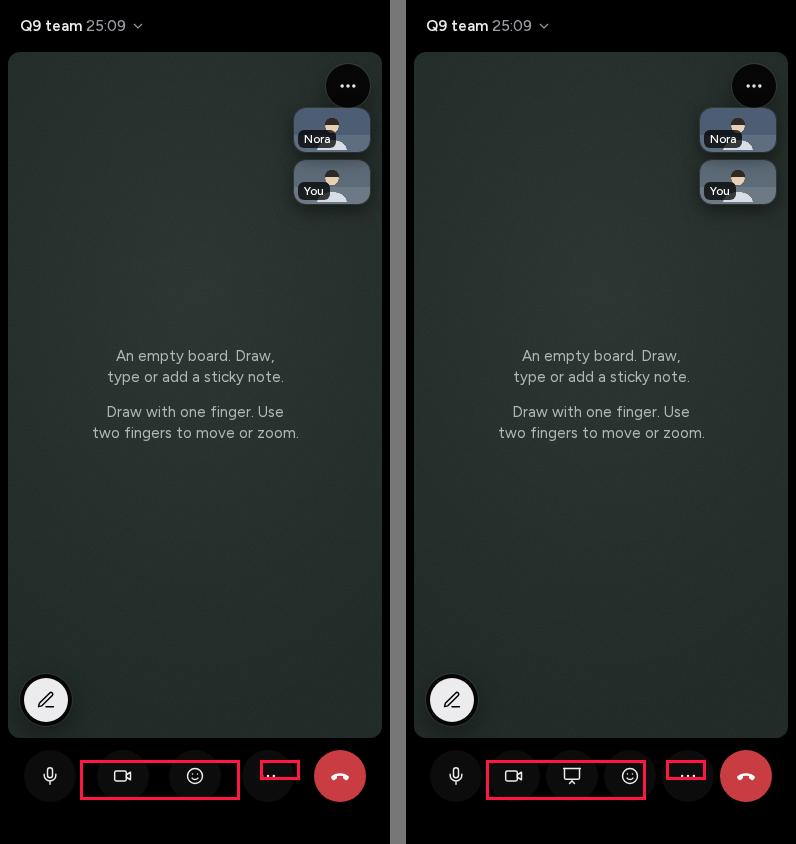 Q9 team 25:09
Nora
You
An empty board. Draw,
type or add a sticky note.
Draw with one finger. Use
two fingers to move or zoom.
Q9 team 25:09
Nora
You
An empty board. Draw,
type or add a sticky note.
Draw with one finger. Use
two fingers to move or zoom.